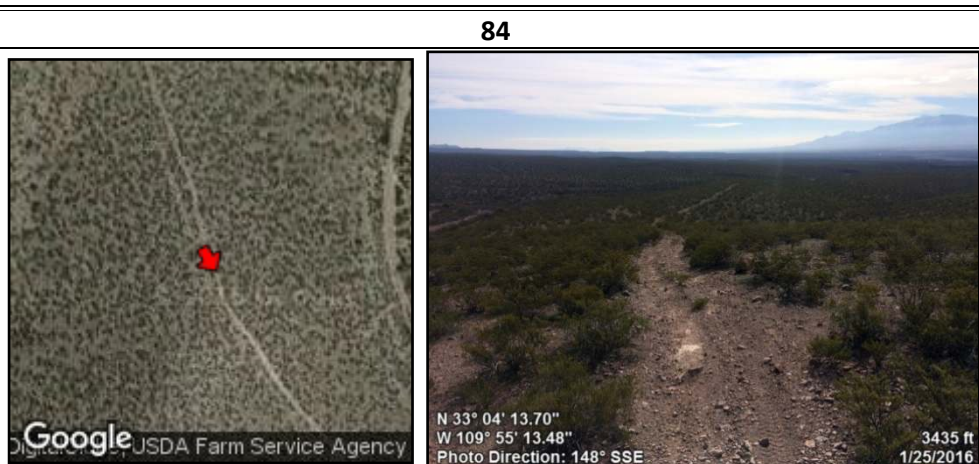 84
Google
USDA Farm Service Agency
N 33° 04' 13.70"
W 109° 55' 13.48"
Photo Direction: 148° SSE
3435 ft
1/25/2016